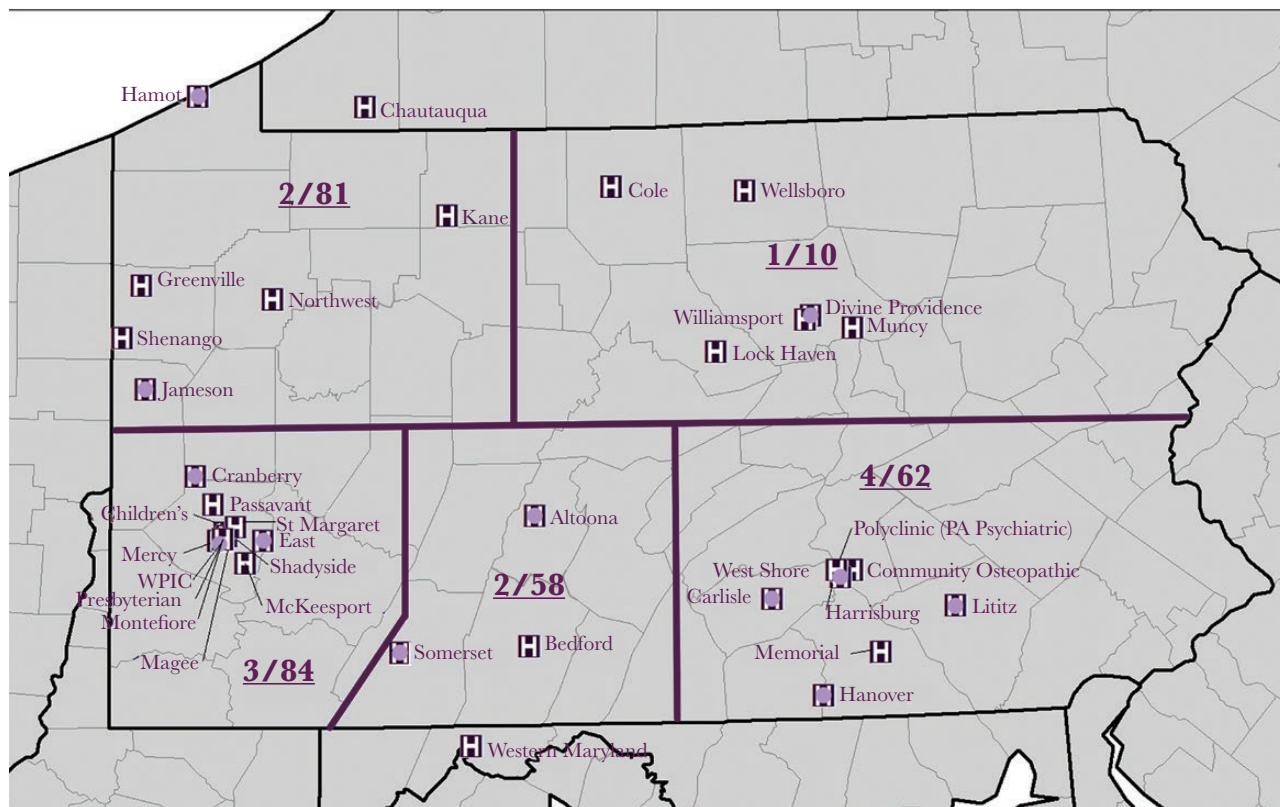 Hamot
Chautauqua
2/81
Kane
Cole
Wellsboro
1/10
Greenville
Northwest
Shenango
Jameson
Williamsport
Divine Providence
Muncy
Lock Haven
Cranberry
Passavant
Children's
St Margaret
East
Mercy
Shadyside
WPIC
Presbyterian
McKeesport
Montefiore
Magee
3/84
Altoona
2/58
Somerset
Bedford
4/62
Polyclinic (PA Psychiatric)
West Shore
Community Osteopathic
Carlisle
Harrisburg
Lititz
Memorial
Hanover
Western Maryland